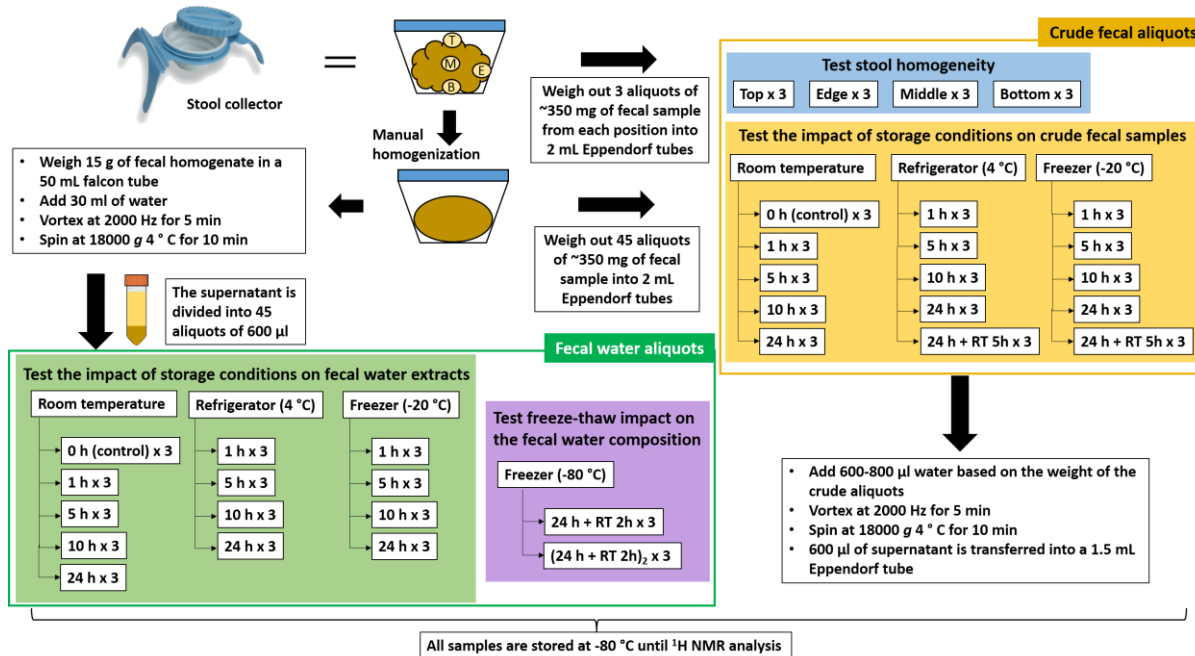 Stool collector
=
T
M
E
B
Manual
homogenization
Weigh out 3 aliquots of
~350 mg of fecal sample
from each position into
2 mL Eppendorf tubes
Weigh out 45 aliquots
of ~350 mg of fecal
sample into 2 mL
Eppendorf tubes
• Weigh 15 g of fecal homogenate in a
50 mL falcon tube
• Add 30 ml of water
• Vortex at 2000 Hz for 5 min
• Spin at 18000 g 4 ° C for 10 min
The supernatant is
divided into 45
aliquots of 600 µl
Crude fecal aliquots
Test stool homogeneity
Top x 3
Edge x 3
Middle x 3
Bottom x 3
Test the impact of storage conditions on crude fecal samples
Room temperature
0 h (control) x 3
1 h x 3
5 h x 3
10 h x 3
24 h x 3
Refrigerator (4 °C)
1 h x 3
5 h x 3
10 h x 3
24 h x 3
24 h + RT 5h x 3
Freezer (-20 °C)
1 h x 3
5 h x 3
10 h x 3
24 h x 3
24 h + RT 5h x 3
• Add 600-800 µl water based on the weight of the
crude aliquots
• Vortex at 2000 Hz for 5 min
• Spin at 18000 g 4 ° C for 10 min
• 600 µl of supernatant is transferred into a 1.5 mL
Eppendorf tube
Fecal water aliquots
Test the impact of storage conditions on fecal water extracts
Room temperature
0 h (control) x 3
1 h x 3
5 h x 3
10 h x 3
24 h x 3
Refrigerator (4 °C)
1 h x 3
5 h x 3
10 h x 3
24 h x 3
Freezer (-20 °C)
1 h x 3
5 h x 3
10 h x 3
24 h x 3
Test freeze-thaw impact on
the fecal water composition
Freezer (-80 °C)
24 h + RT 2h x 3
(24 h + RT 2h)₂ x 3
All samples are stored at -80 °C until ¹H NMR analysis